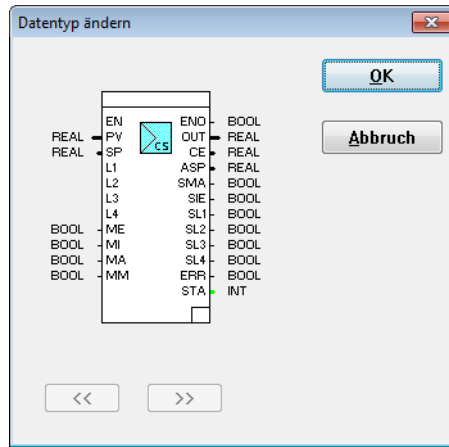 Datentyp ändern
OK
Abbruch
EN ENO BOOL
REAL PV OUT REAL
REAL SP CE REAL
L1 ASP REAL
L2 SMA BOOL
L3 SIE BOOL
L4 SL1 BOOL
BOOL ME SL2 BOOL
BOOL MI SL3 BOOL
BOOL MA SL4 BOOL
BOOL MM ERR BOOL
STA INT
CS
<< >>